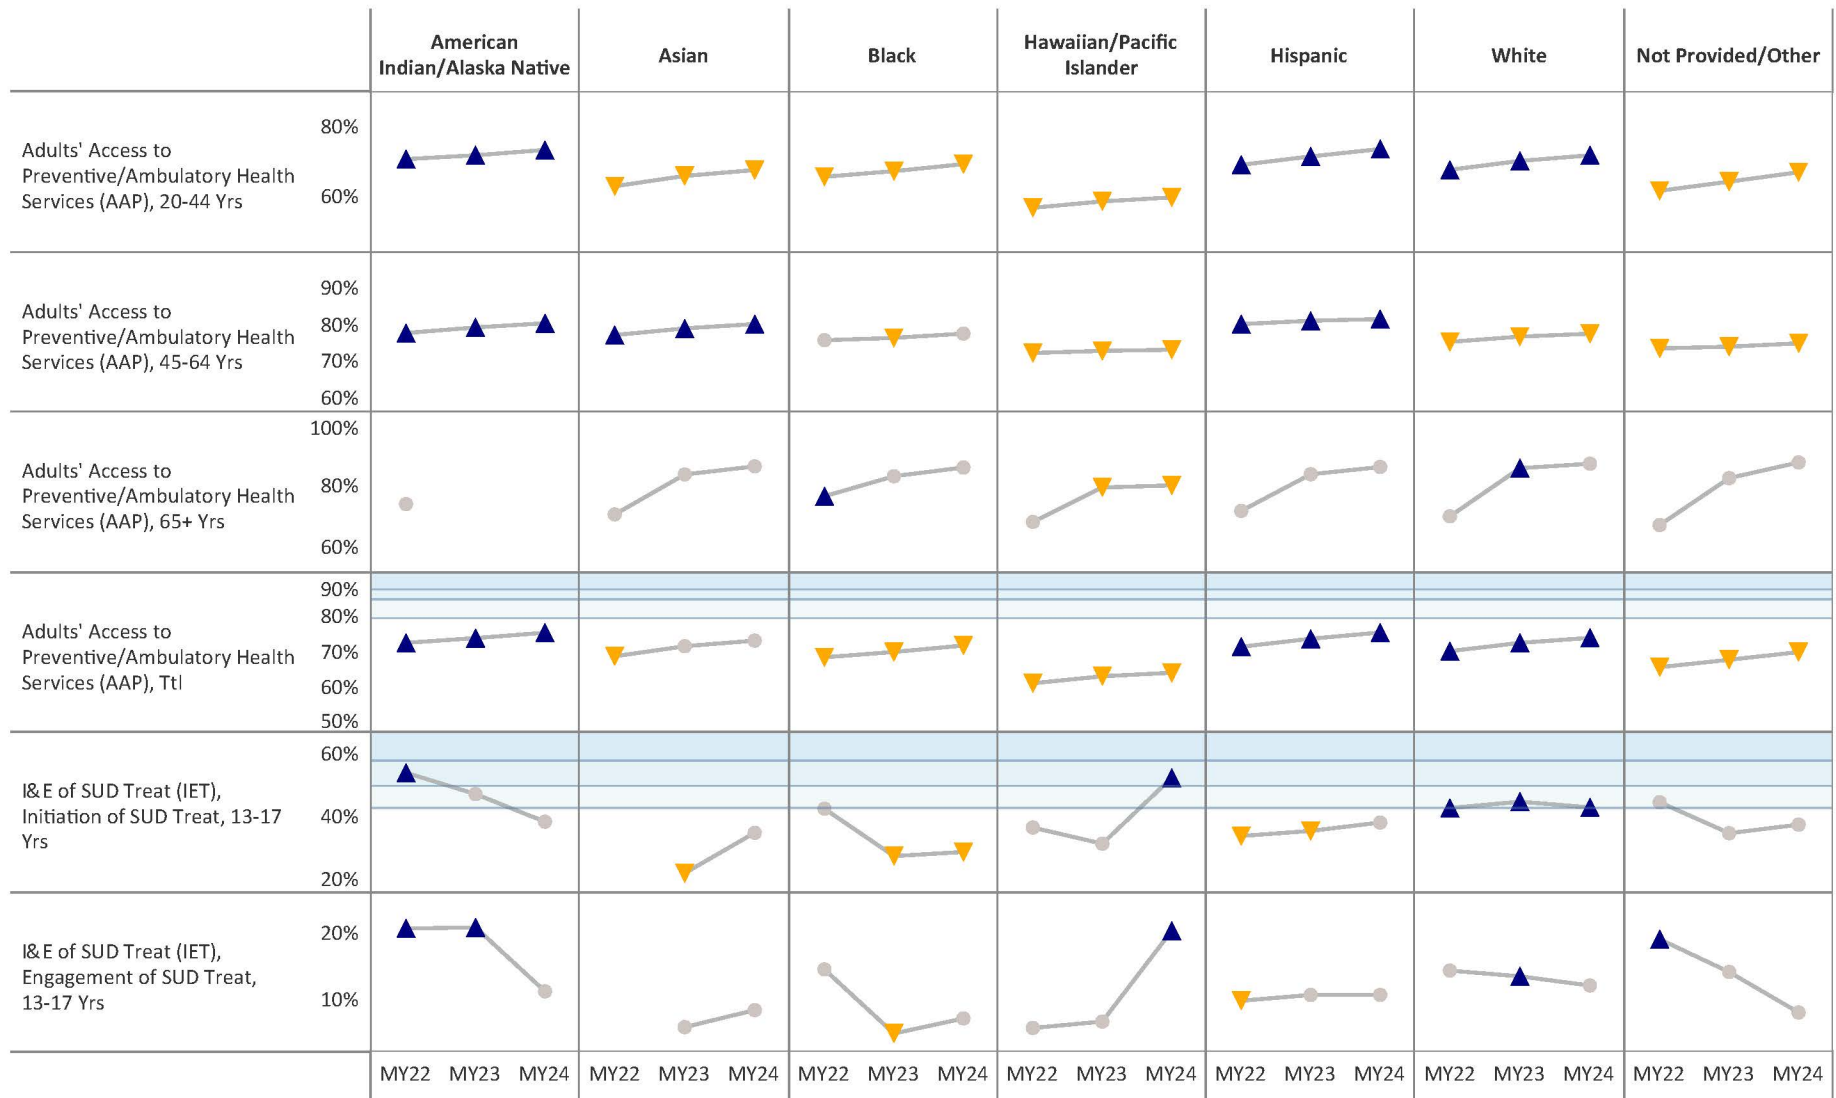 American
Indian/Alaska Native
Asian
Black
Hawaiian/Pacific
Islander
Hispanic
White
Not Provided/Other
Adults' Access to
Preventive/Ambulatory Health
Services (AAP), 20-44 Yrs
80%
60%
Adults' Access to
Preventive/Ambulatory Health
Services (AAP), 45-64 Yrs
90%
80%
70%
60%
Adults' Access to
Preventive/Ambulatory Health
Services (AAP), 65+ Yrs
100%
80%
60%
Adults' Access to
Preventive/Ambulatory Health
Services (AAP), Ttl
90%
80%
70%
60%
50%
I&E of SUD Treat (IET),
Initiation of SUD Treat, 13-17
Yrs
60%
40%
20%
I&E of SUD Treat (IET),
Engagement of SUD Treat,
13-17 Yrs
20%
10%
MY22 MY23 MY24 MY22 MY23 MY24 MY22 MY23 MY24 MY22 MY23 MY24 MY22 MY23 MY24 MY22 MY23 MY24 MY22 MY23 MY24